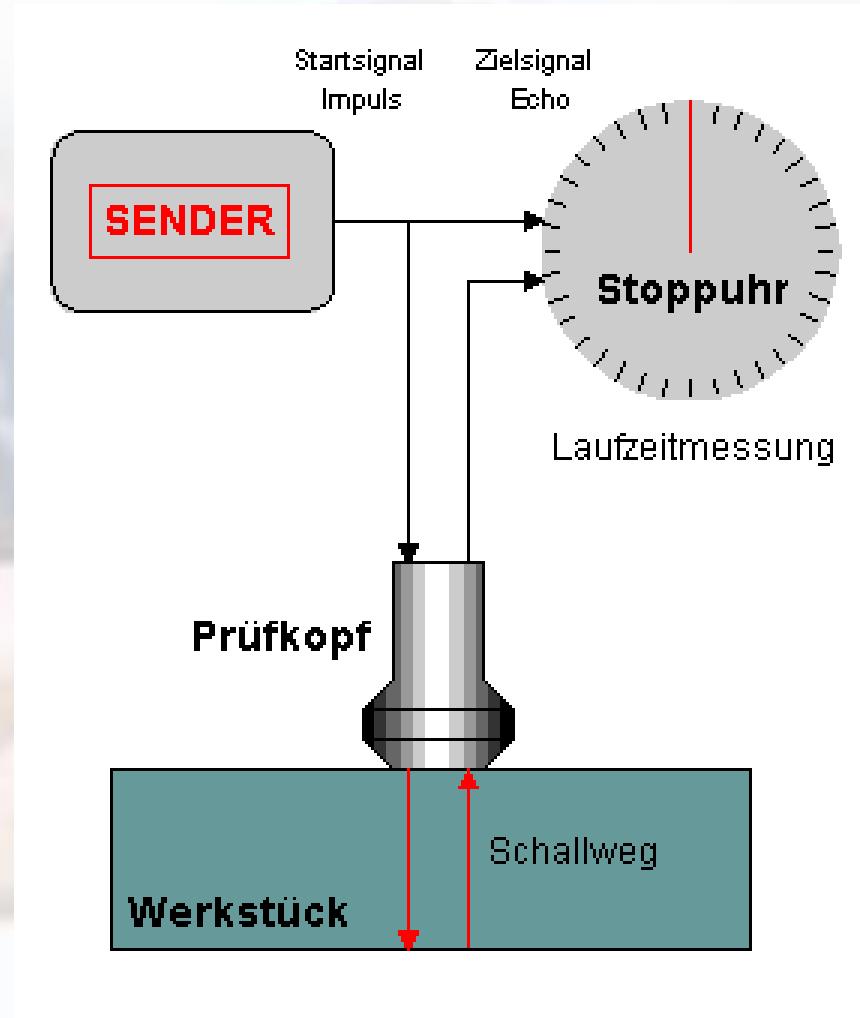 Startsignal
Impuls
Zielsignal
Echo
SENDER
Stoppuhr
Laufzeitmessung
Prüfkopf
Schallweg
Werkstück